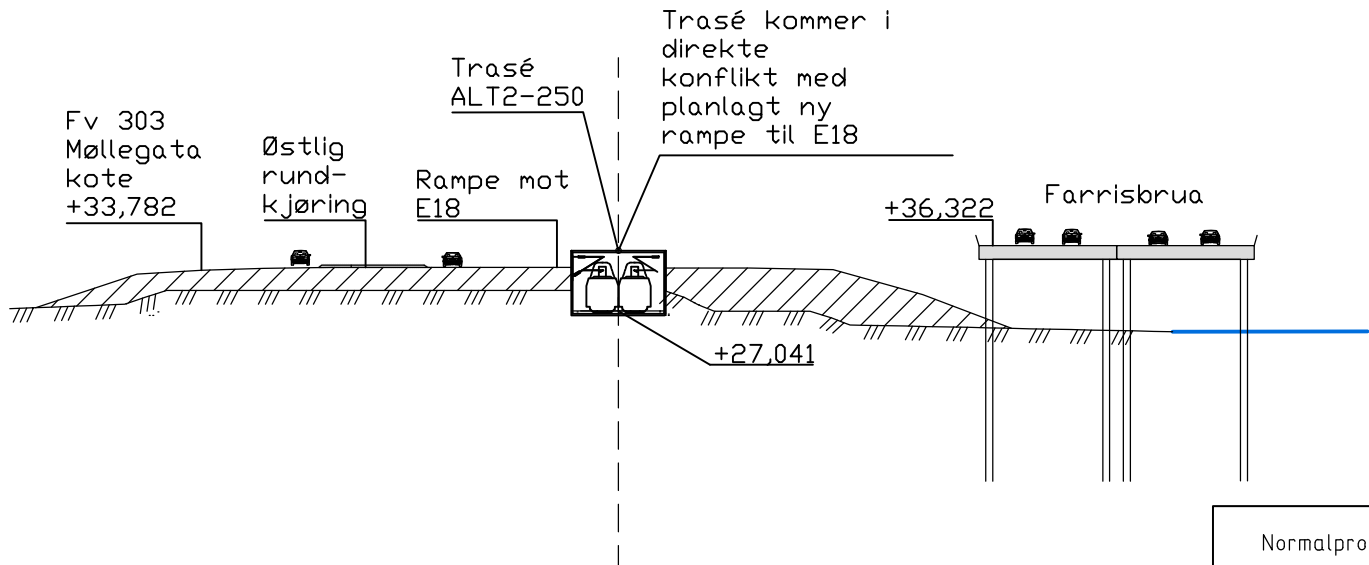 Trasé kommer i
direkte
konflikt med
planlagt ny
rampe til E18
Trasé
ALT2-250
Fv 303
Møllegata
kote
+33,782
Østlig
rund-
kjøring
Rampe mot
E18
+36,322
Farrisbrua
+27,041
Normalpro